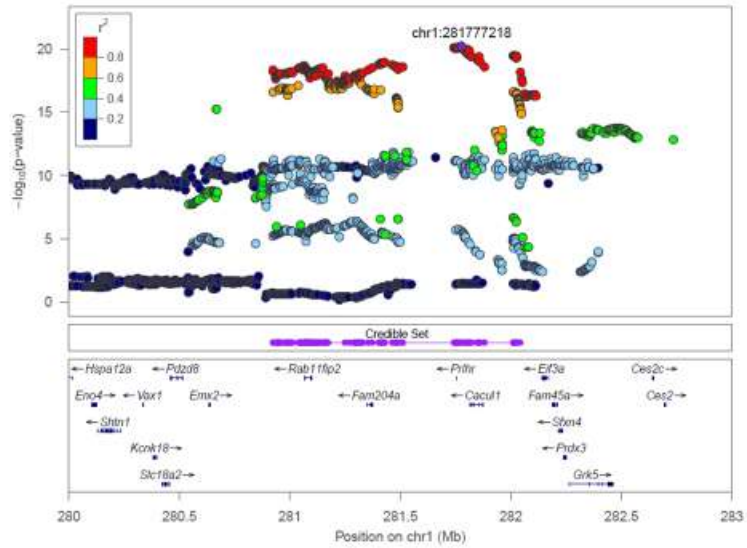 chr1:281777218
r²
0.8
0.6
0.4
0.2
20
15
10
5
0
−log₁₀(p−value)
Credible Set
←Hspa12a
←Pdzd8
←Rab11fip2
←Prlhr
←Eif3a
Ces2c→
Eno4→
←Vax1
Emx2→
←Fam204a
←Cacul1
Fam45a→
Ces2→
←Shtn1
←Sfxn4
Kcnk18→
←Prdx3
Slc18a2→
Grk5→
280
280.5
281
281.5
282
282.5
283
Position on chr1 (Mb)